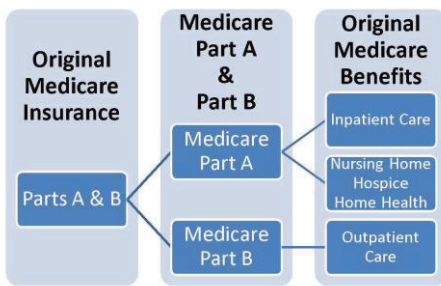 Original
Medicare
Insurance
Parts A & B
Medicare
Part A
&
Part B
Medicare
Part A
Medicare
Part B
Original
Medicare
Benefits
Inpatient Care
Nursing Home
Hospice
Home Health
Outpatient
Care